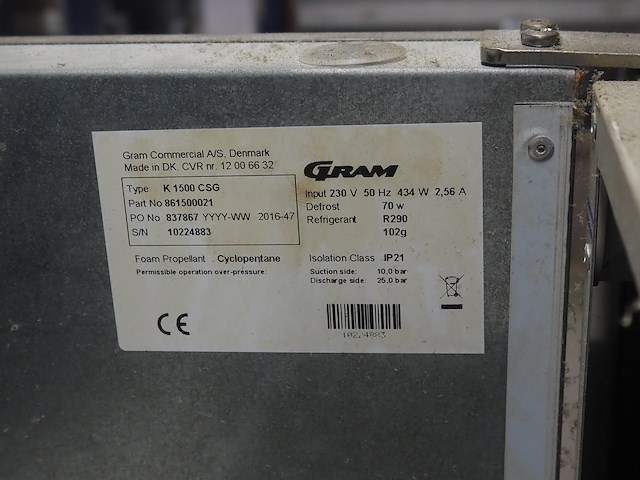 Gram Commercial A/S, Denmark
Made in DK. CVR nr. 12 00 66 32
Type K 1500 CSG
Part No 861500021
PO No 837867 YYYY-WW 2016-47
S/N 10224883
Foam Propellant Cyclopentane
Permissible operation over-pressure:
CE
GRAM
Input 230 V 50 Hz 434 W 2,56 A
Defrost 70 w
Refrigerant R290
102g
Isolation Class IP21
Suction side: 10,0 bar
Discharge side: 25,0 bar
10224883